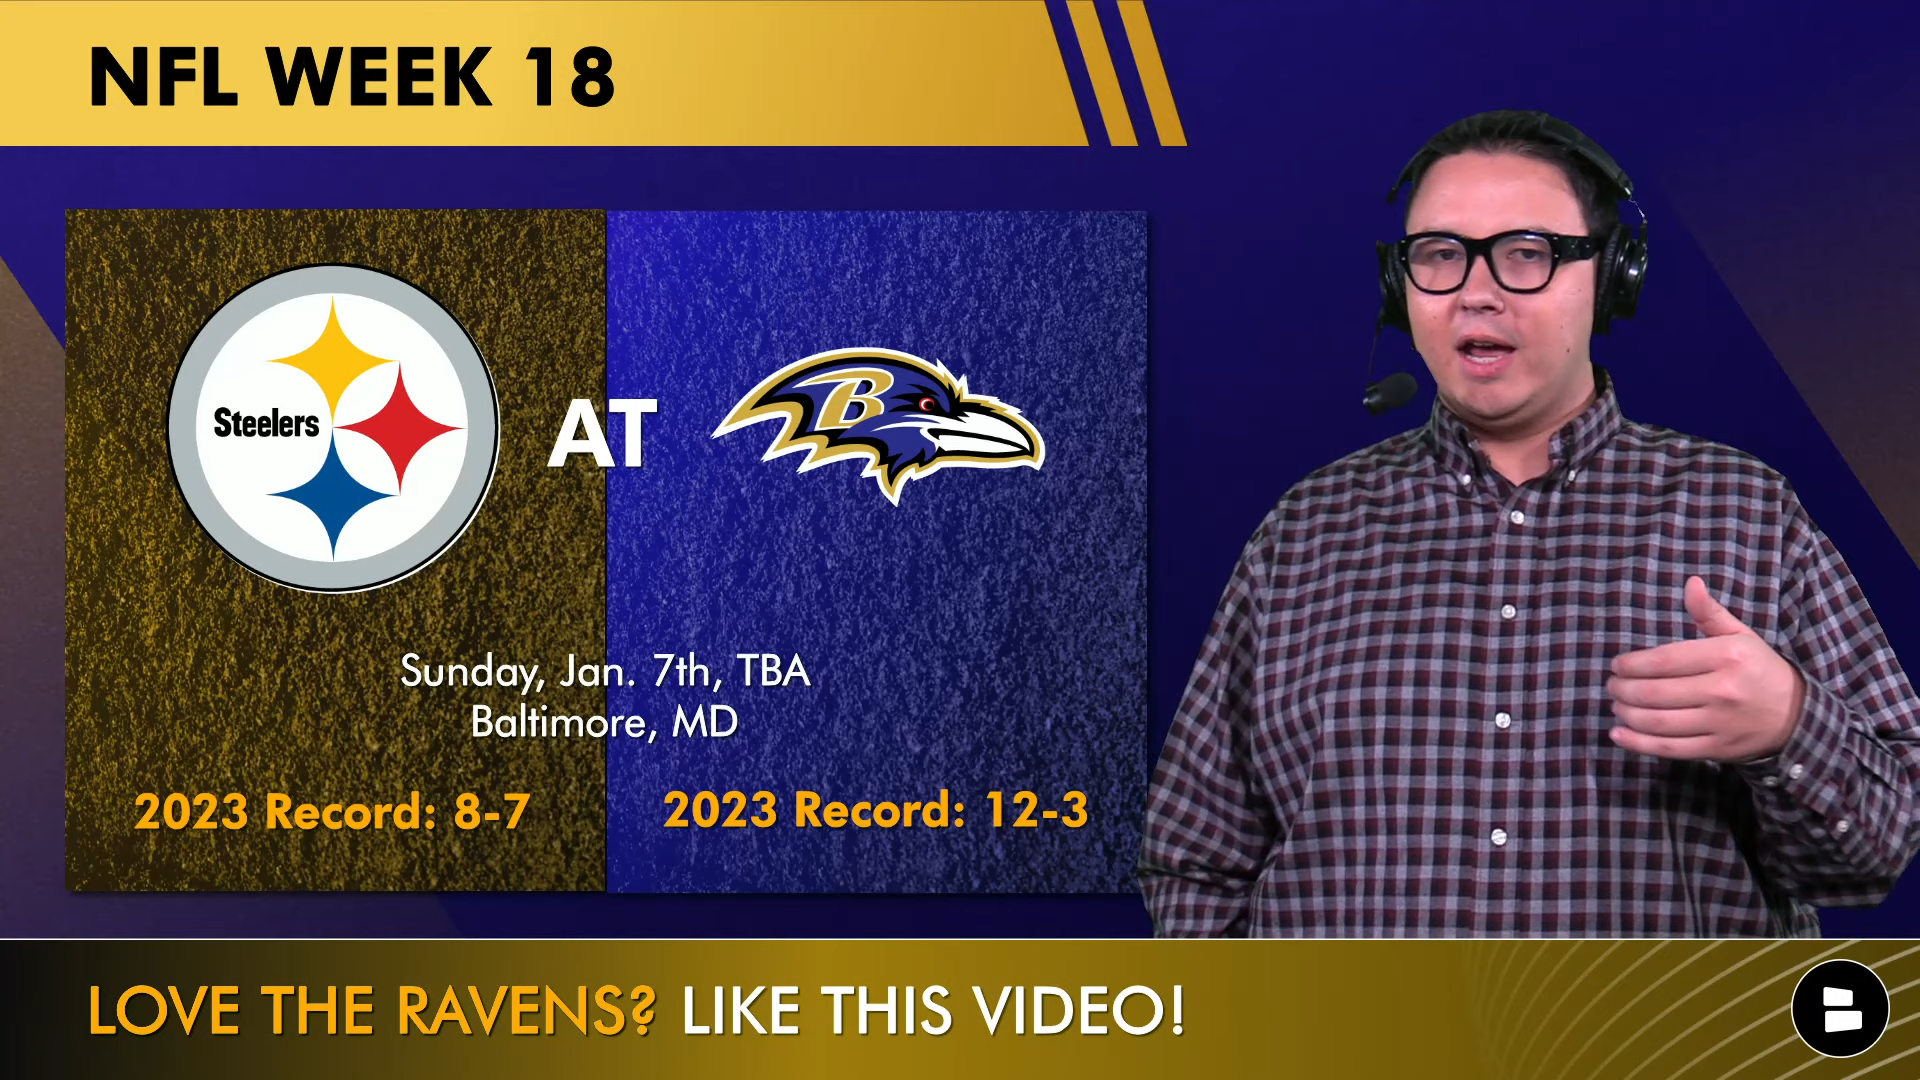 NFL WEEK 18
Steelers
AT
B
Sunday, Jan. 7th, TBA
Baltimore, MD
2023 Record: 8-7
2023 Record: 12-3
LOVE THE RAVENS? LIKE THIS VIDEO!